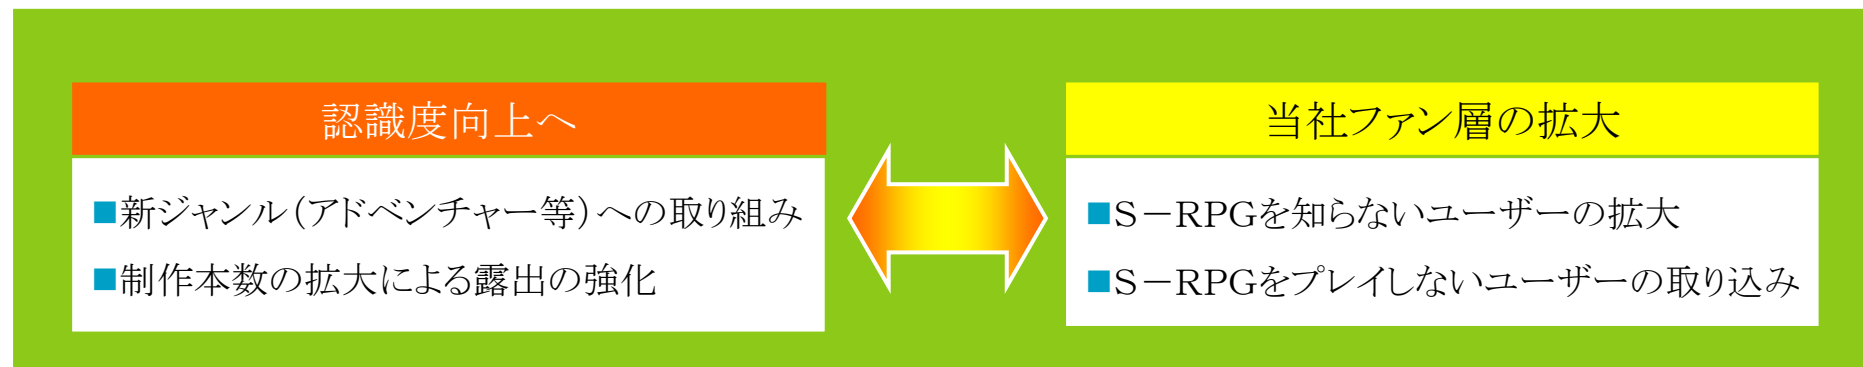 認識度向上へ
■新ジャンル(アドベンチャー等)への取り組み
■制作本数の拡大による露出の強化
当社ファン層の拡大
■S－RPGを知らないユーザーの拡大
■S－RPGをプレイしないユーザーの取り込み